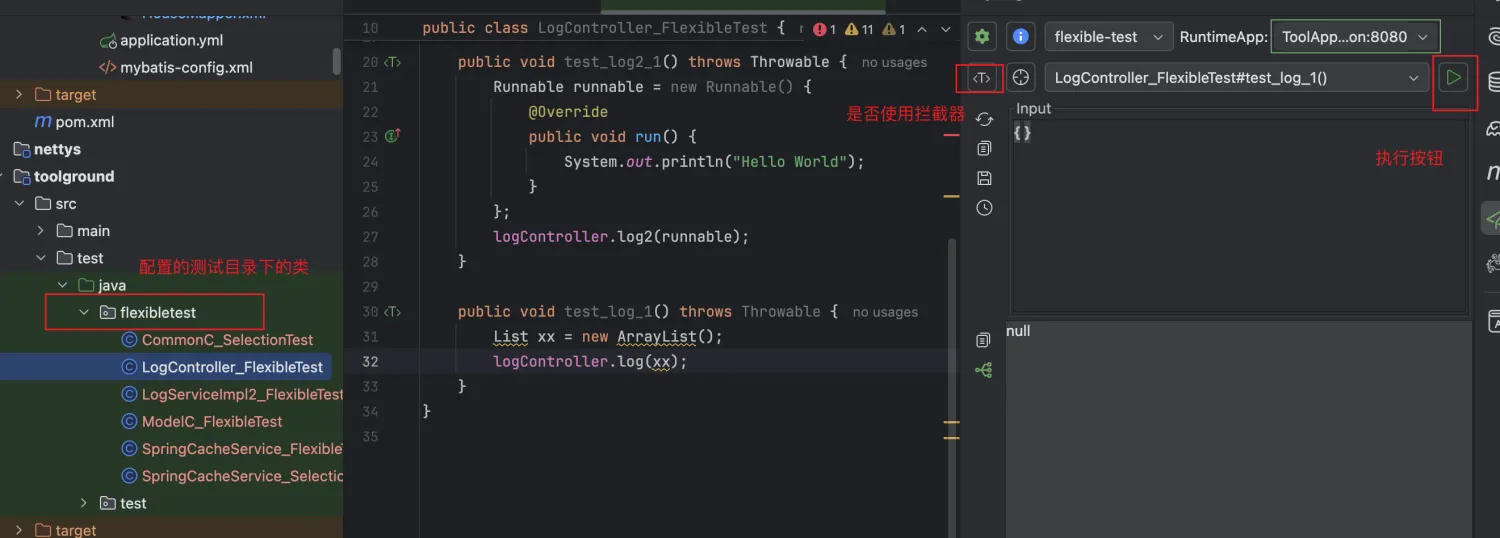 HouseMapper.xml
application.yml
mybatis-config.xml
target
pom.xml
nettys
toolground
src
main
test
配置的测试目录下的类
java
flexibletest
CommonC_SelectionTest
LogController_FlexibleTest
LogServiceImpl2_FlexibleTest
ModelC_FlexibleTest
SpringCacheService_Flexible
SpringCacheService_Selectio
test
target
10 public class LogController_FlexibleTest { 1 11 1
20 <T> public void test_log2_1() throws Throwable { no usages
21 Runnable runnable = new Runnable() {
22 @Override
23 public void run() {
24 System.out.println("Hello World");
25 }
26 };
27 logController.log2(runnable);
28 }
29
30 <T> public void test_log_1() throws Throwable { no usages
31 List xx = new ArrayList();
32 logController.log(xx);
33 }
34 }
35
flexible-test RuntimeApp: ToolApp...on:8080
<T> LogController_FlexibleTest#test_log_1()
是否使用拦截器
Input
{}
执行按钮
null